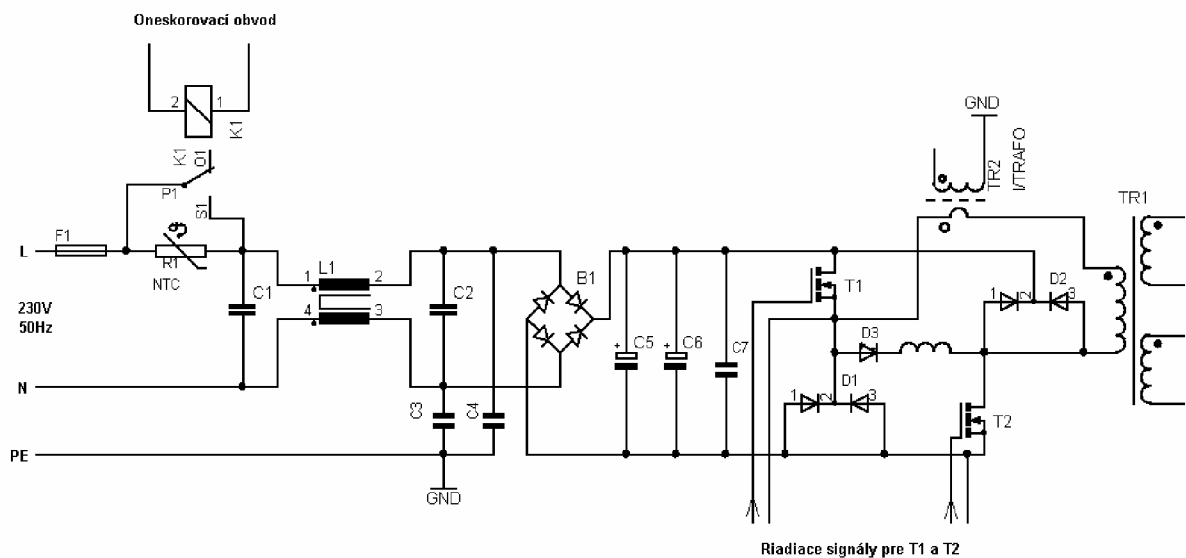 Oneskorovací obvod
2
1
K1
K1
O1
P1
S1
GND
TR2
I/TRAFO
TR1
L
F1
R1
NTC
C1
1
L1
2
4
3
C2
B1
230V
50Hz
N
C3
C4
PE
GND
+
C5
+
C6
C7
T1
D2
1
2
3
D3
D1
1
2
3
T2
Riadiace signály pre T1 a T2